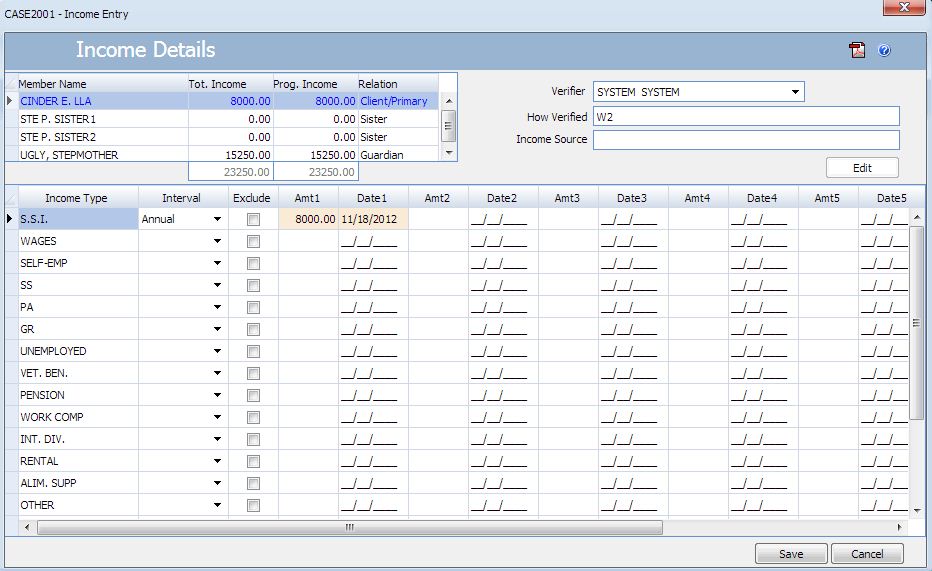 CASE2001 - Income Entry
Income Details
Member Name Tot. Income Prog. Income Relation
CINDER E. LLA 8000.00 8000.00 Client/Primary
STE P. SISTER1 0.00 0.00 Sister
STE P. SISTER2 0.00 0.00 Sister
UGLY, STEPMOTHER 15250.00 15250.00 Guardian
23250.00 23250.00
Verifier SYSTEM SYSTEM
How Verified W2
Income Source
Edit
Income Type Interval Exclude Amt1 Date1 Amt2 Date2 Amt3 Date3 Amt4 Date4 Amt5 Date5
S.S.I. Annual 8000.00 11/18/2012 __/__/____ __/__/____ __/__/____ __/__/__
WAGES __/__/____ __/__/____ __/__/____ __/__/____ __/__/__
SELF-EMP __/__/____ __/__/____ __/__/____ __/__/____ __/__/__
SS __/__/____ __/__/____ __/__/____ __/__/____ __/__/__
PA __/__/____ __/__/____ __/__/____ __/__/____ __/__/__
GR __/__/____ __/__/____ __/__/____ __/__/____ __/__/__
UNEMPLOYED __/__/____ __/__/____ __/__/____ __/__/____ __/__/__
VET. BEN. __/__/____ __/__/____ __/__/____ __/__/____ __/__/__
PENSION __/__/____ __/__/____ __/__/____ __/__/____ __/__/__
WORK COMP __/__/____ __/__/____ __/__/____ __/__/____ __/__/__
INT. DIV. __/__/____ __/__/____ __/__/____ __/__/____ __/__/__
RENTAL __/__/____ __/__/____ __/__/____ __/__/____ __/__/__
ALIM. SUPP __/__/____ __/__/____ __/__/____ __/__/____ __/__/__
OTHER __/__/____ __/__/____ __/__/____ __/__/____ __/__/__
Save Cancel